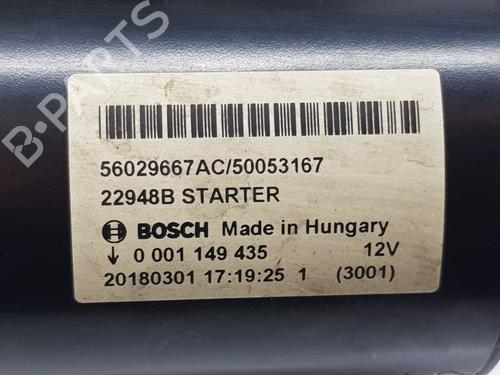 B-PARTS
56029667AC/50053167
22948B STARTER
BOSCH Made in Hungary
↓ 0 001 149 435 12V
20180301 17:19:25 1 (3001)
B-PARTS